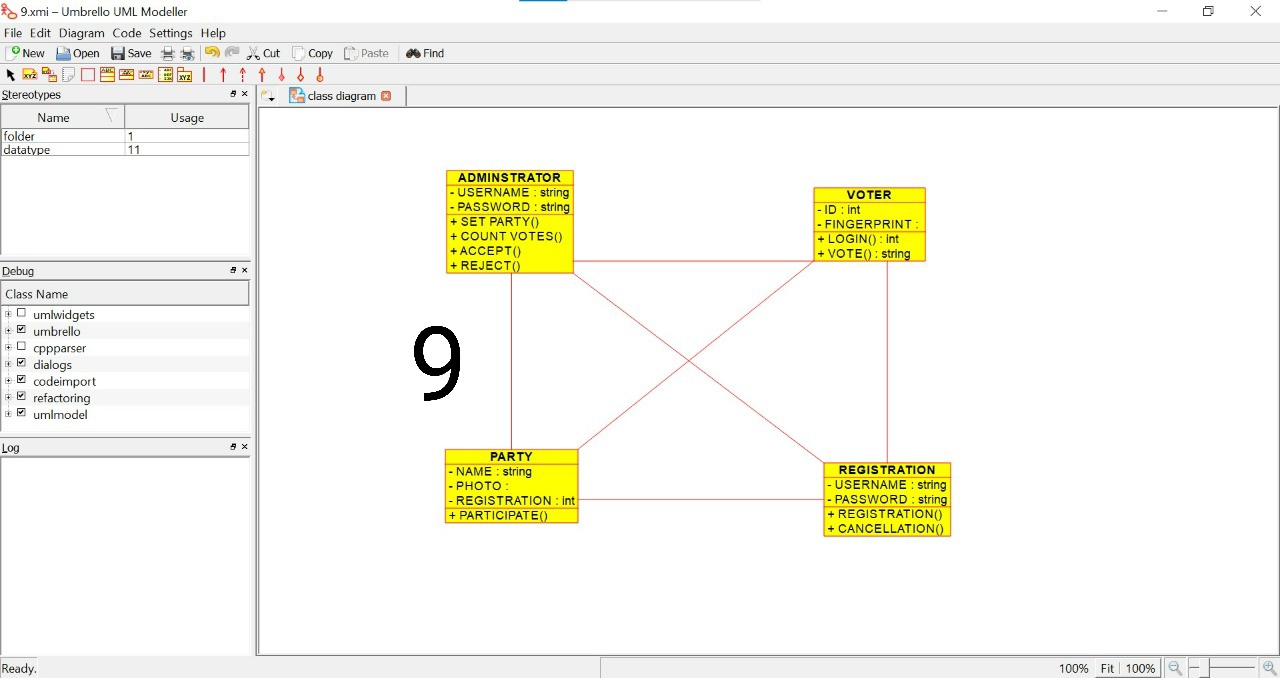 9.xmi – Umbrello UML Modeller
File Edit Diagram Code Settings Help
New Open Save Cut Copy Paste Find
Stereotypes
class diagram
Name Usage
folder 1
datatype 11
Debug
Class Name
umlwidgets
umbrello
cppparser
dialogs
codeimport
refactoring
umlmodel
Log
ADMINSTRATOR
- USERNAME : string
- PASSWORD : string
+ SET PARTY()
+ COUNT VOTES()
+ ACCEPT()
+ REJECT()
VOTER
- ID : int
- FINGERPRINT :
+ LOGIN() : int
+ VOTE() : string
9
PARTY
- NAME : string
- PHOTO :
- REGISTRATION : int
+ PARTICIPATE()
REGISTRATION
- USERNAME : string
- PASSWORD : string
+ REGISTRATION()
+ CANCELLATION()
Ready.
100% Fit 100%